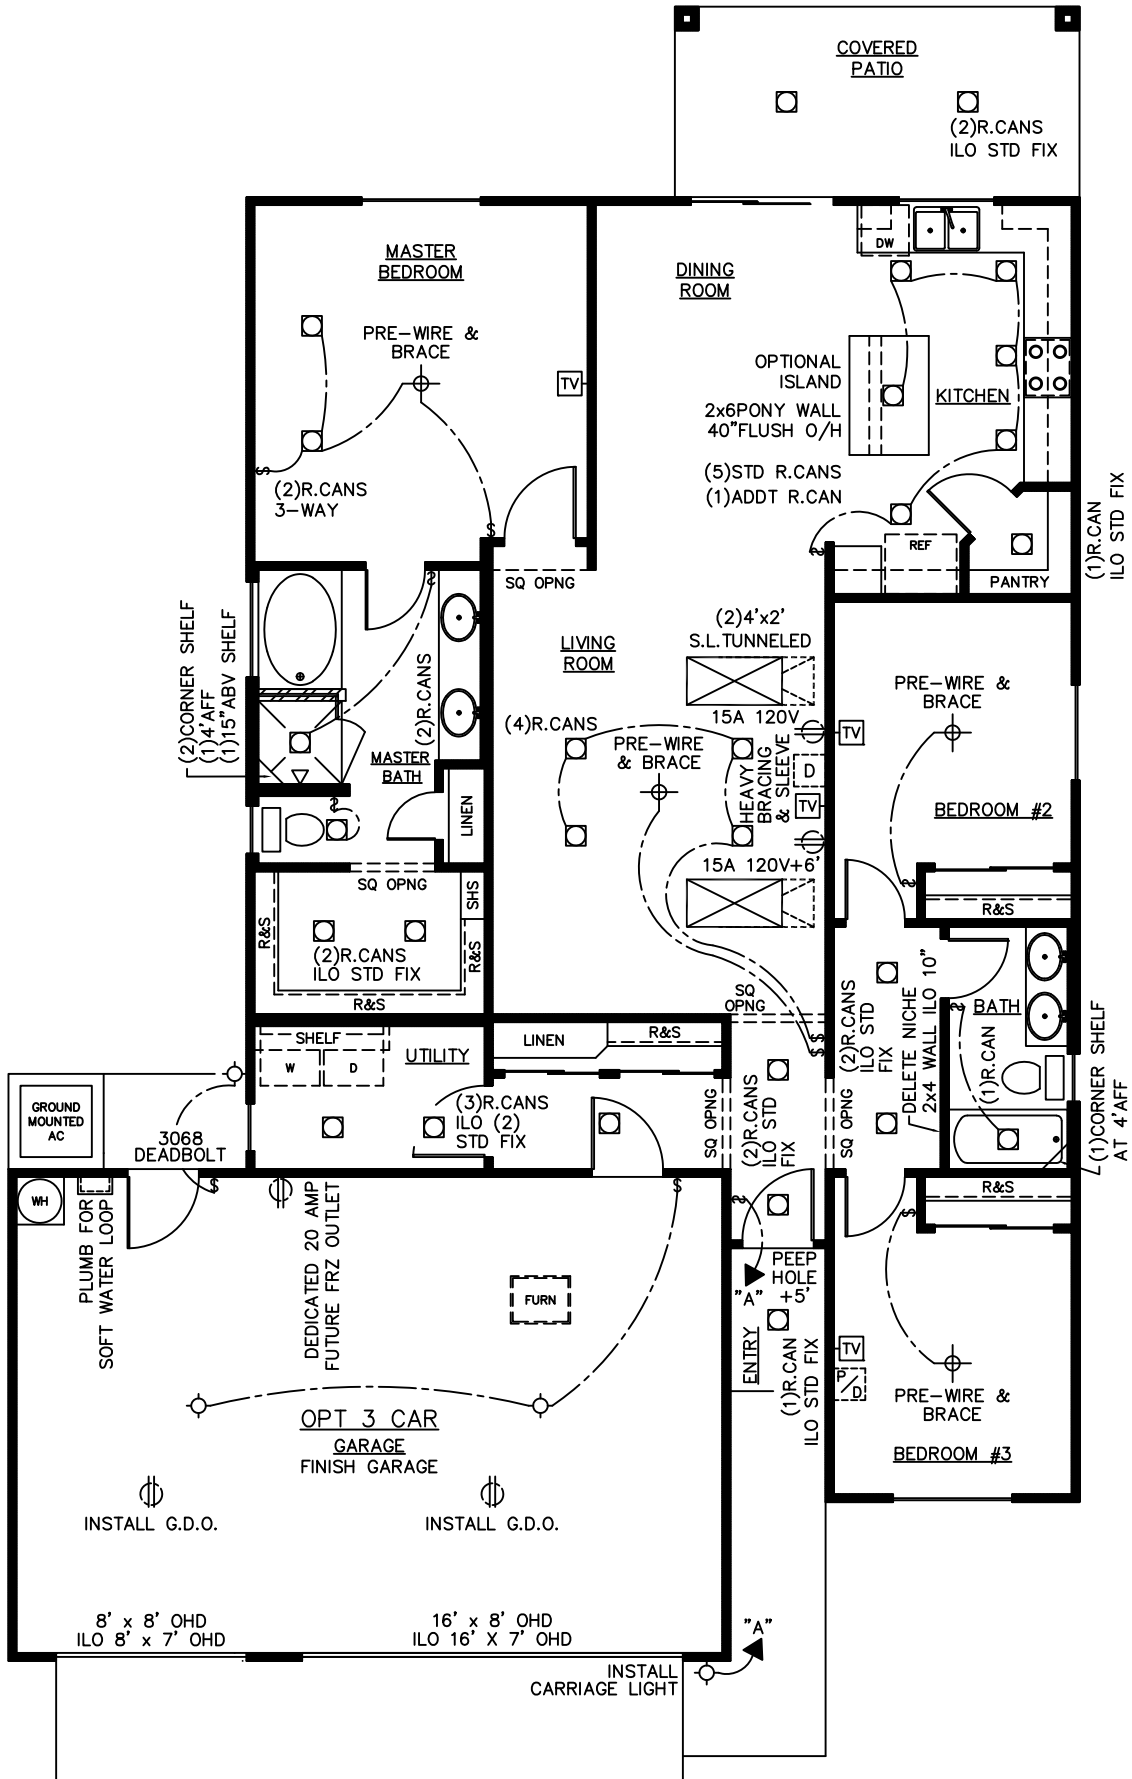 COVERED
PATIO
(2)R.CANS
ILO STD FIX
MASTER
BEDROOM
PRE-WIRE &
BRACE
TV
(2)R.CANS
3-WAY
$
$
DINING
ROOM
DW
OPTIONAL
ISLAND
2x6PONY WALL
40"FLUSH O/H
KITCHEN
(5)STD R.CANS
(1)ADDT R.CAN
REF
PANTRY
$
(1)R.CAN
ILO STD FIX
SQ OPNG
$
(2)CORNER SHELF
(1)4'AFF
(1)15"ABV SHELF
(2)R.CANS
MASTER
BATH
$
LINEN
LIVING
ROOM
(2)4'x2'
S.L.TUNNELED
15A 120V
(4)R.CANS
PRE-WIRE
& BRACE
HEAVY
BRACING
& SLEEVE
TV
D
TV
15A 120V+6'
PRE-WIRE &
BRACE
BEDROOM #2
$
R&S
SQ OPNG
SHS
R&S
R&S
(2)R.CANS
ILO STD FIX
R&S
SQ
OPNG
$
$
(2)R.CANS
ILO STD
FIX
DELETE NICHE
2x4 WALL ILO 10"
BATH
$
(1)R.CAN
(1)CORNER SHELF
AT 4'AFF
SHELF
W
D
UTILITY
LINEN
R&S
(3)R.CANS
ILO (2)
STD FIX
SQ OPNG
(2)R.CANS
ILO STD
FIX
SQ OPNG
GROUND
MOUNTED
AC
3068
DEADBOLT
WH
$
PLUMB FOR
SOFT WATER LOOP
DEDICATED 20 AMP
FUTURE FRZ OUTLET
$
FURN
$
PEEP
HOLE
+5'
"A"
ENTRY
(1)R.CAN
ILO STD FIX
R&S
$
TV
P/D
PRE-WIRE &
BRACE
BEDROOM #3
OPT 3 CAR
GARAGE
FINISH GARAGE
INSTALL G.D.O.
INSTALL G.D.O.
8' x 8' OHD
ILO 8' x 7' OHD
16' x 8' OHD
ILO 16' X 7' OHD
"A"
INSTALL
CARRIAGE LIGHT